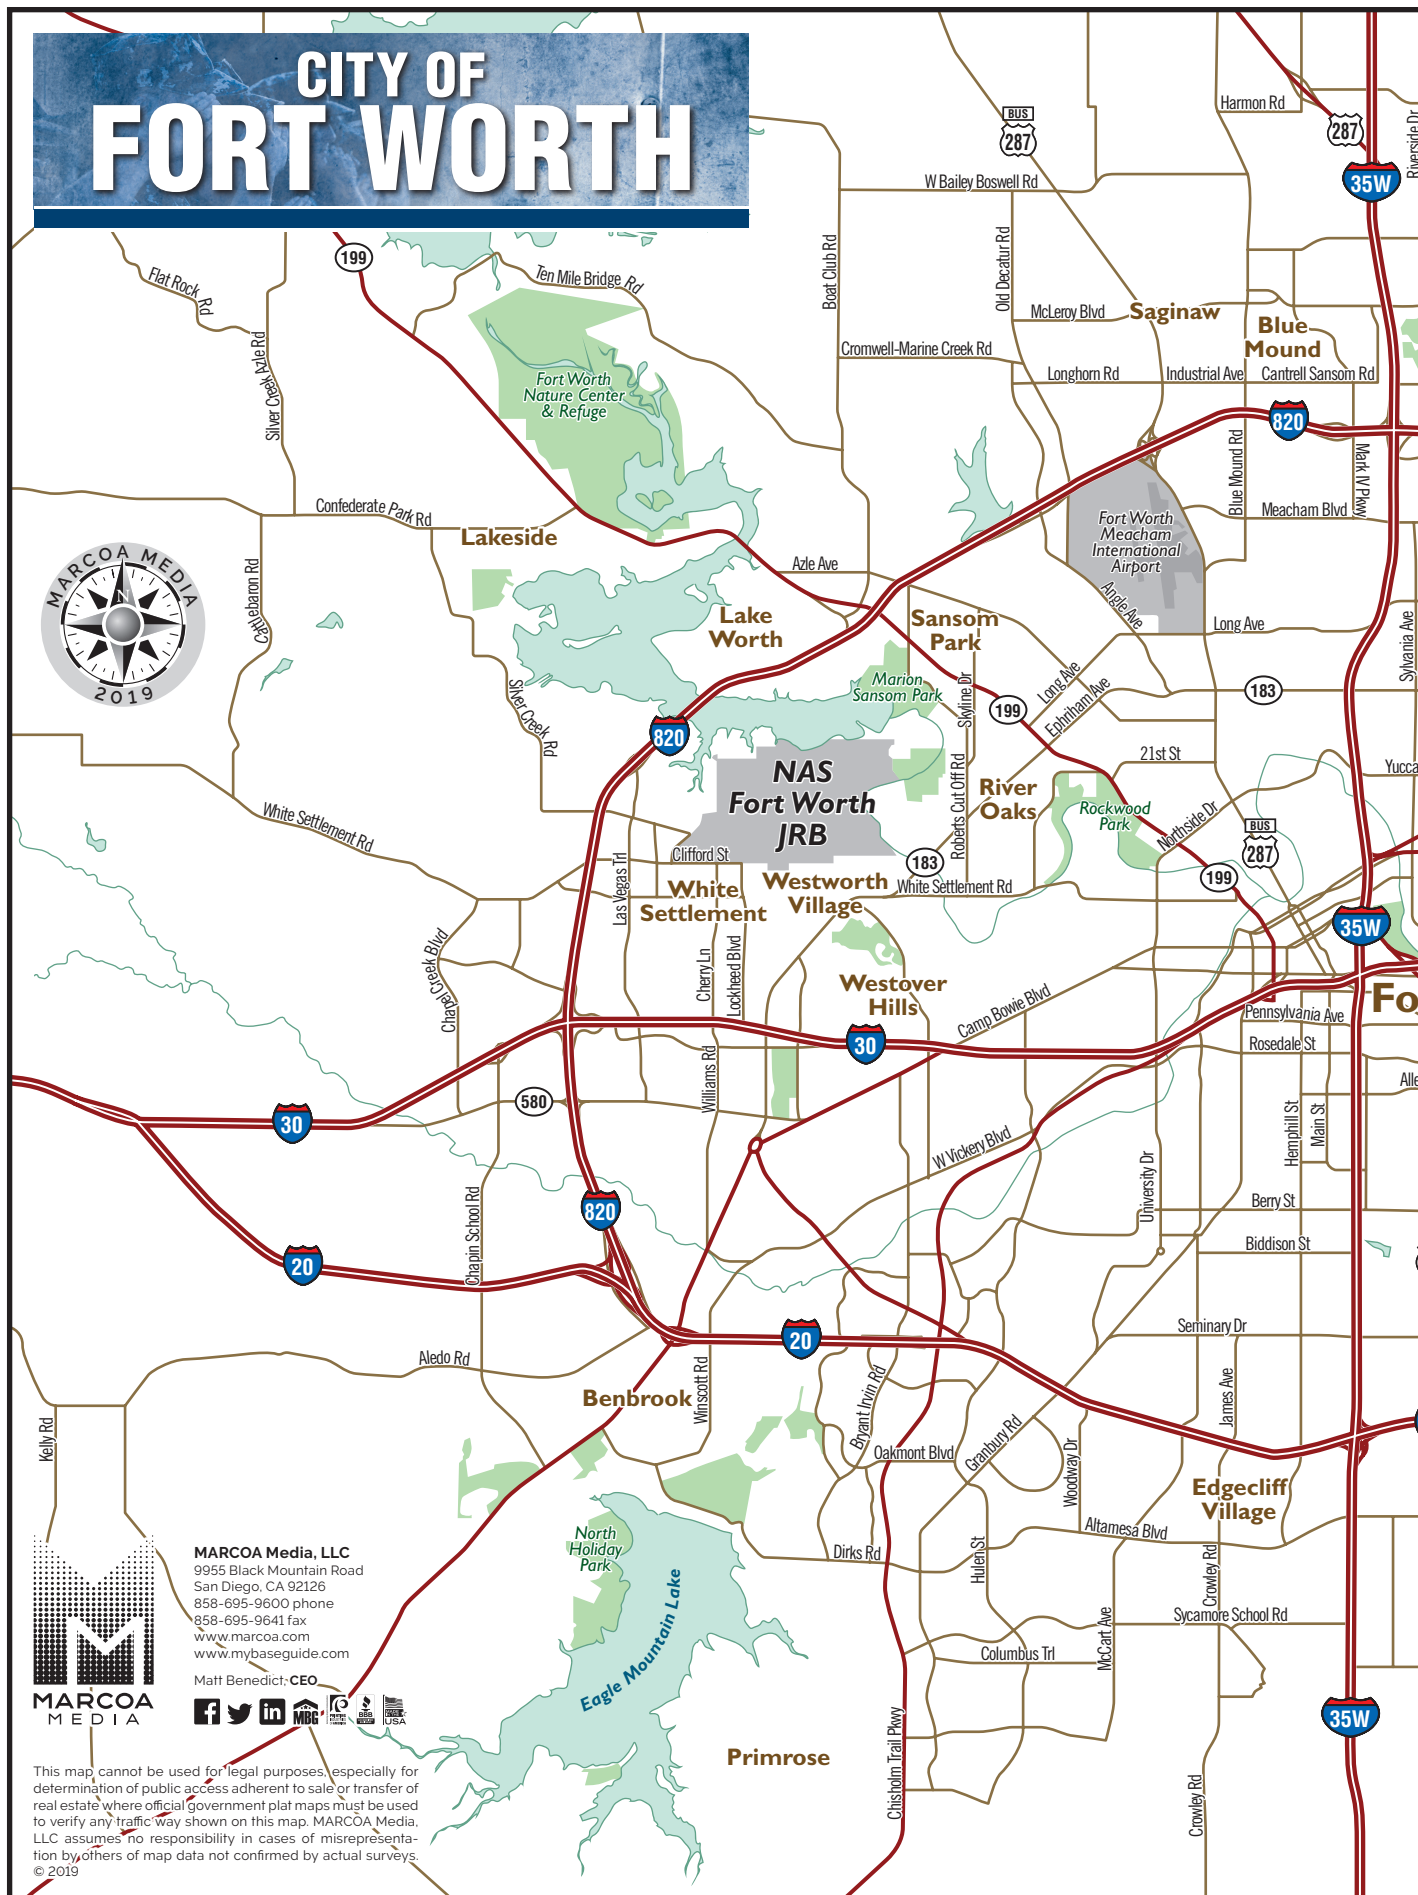 CITY OF
FORT WORTH
BUS
287
Harmon Rd
287
Riverside Dr
35W
W Bailey Boswell Rd
199
Flat Rock Rd
Ten Mile Bridge Rd
Boat Club Rd
Old Decatur Rd
McLeroy Blvd
Saginaw
Blue
Mound
Silver Creek Azle Rd
Cromwell-Marine Creek Rd
Longhorn Rd
Industrial Ave
Cantrell Sansom Rd
Fort Worth
Nature Center
& Refuge
820
Blue Mound Rd
Mark IV Pkwy
Confederate Park Rd
Lakeside
Meacham Blvd
Fort Worth
Meacham
International
Airport
MARCOA MEDIA
N
2019
Cattlebaron Rd
Azle Ave
Angle Ave
Lake
Worth
Sansom
Park
Long Ave
Sylvania Ave
Marion
Sansom Park
Skyline Dr
Long Ave
Ephriham Ave
183
199
Silver Creek Rd
820
21st St
Yucca
NAS
Fort Worth
JRB
Roberts Cut Off Rd
River
Oaks
Rockwood
Park
Northside Dr
BUS
287
White Settlement Rd
Clifford St
183
199
Las Vegas Trl
White
Settlement
Westworth
Village
White Settlement Rd
35W
Chapel Creek Blvd
Cherry Ln
Lockheed Blvd
Westover
Hills
Camp Bowie Blvd
Fo
Pennsylvania Ave
30
Rosedale St
Williams Rd
580
Alle
30
Hemphill St
Main St
W Vickery Blvd
University Dr
Chapin School Rd
820
Berry St
Biddison St
20
20
Seminary Dr
Aledo Rd
Benbrook
Winscott Rd
Bryant Irvin Rd
James Ave
Kelly Rd
Oakmont Blvd
Granbury Rd
Woodway Dr
Edgecliff
Village
North
Holiday
Park
Altamesa Blvd
Dirks Rd
Hulen St
Crowley Rd
Eagle Mountain Lake
Sycamore School Rd
McCart Ave
Columbus Trl
35W
Chisholm Trail Pkwy
Primrose
Crowley Rd
MARCOA Media, LLC
9955 Black Mountain Road
San Diego, CA 92126
858-695-9600 phone
858-695-9641 fax
www.marcoa.com
www.mybaseguide.com
Matt Benedict, CEO
MARCOA
MEDIA
MBG
BBB
USA
This map cannot be used for legal purposes, especially for
determination of public access adherent to sale or transfer of
real estate where official government plat maps must be used
to verify any traffic way shown on this map. MARCOA Media,
LLC assumes no responsibility in cases of misrepresenta-
tion by others of map data not confirmed by actual surveys.
© 2019